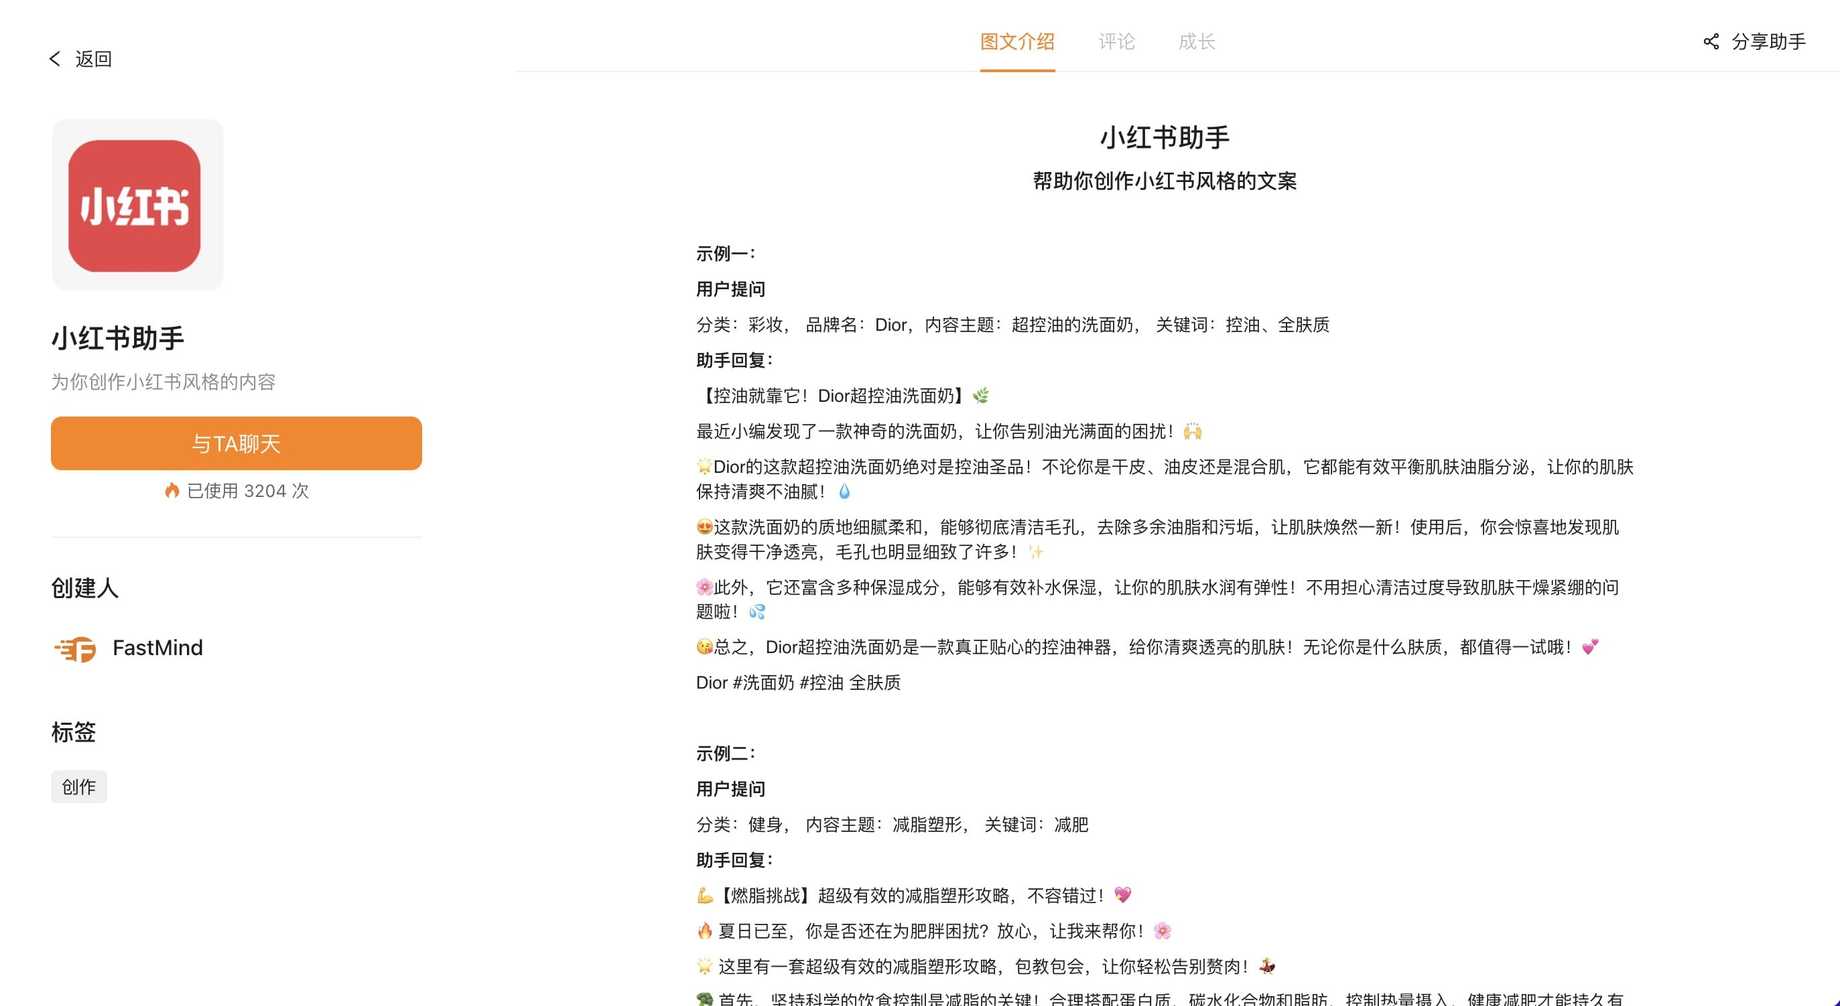 返回
小红书
小红书助手
为你创作小红书风格的内容
与TA聊天
已使用 3204 次
创建人
FastMind
标签
创作
图文介绍 评论 成长
分享助手
小红书助手
帮助你创作小红书风格的文案
示例一：
用户提问
分类：彩妆， 品牌名：Dior，内容主题：超控油的洗面奶， 关键词：控油、全肤质
助手回复：
【控油就靠它！Dior超控油洗面奶】🌿
最近小编发现了一款神奇的洗面奶，让你告别油光满面的困扰！🙌
🌟Dior的这款超控油洗面奶绝对是控油圣品！不论你是干皮、油皮还是混合肌，它都能有效平衡肌肤油脂分泌，让你的肌肤
保持清爽不油腻！💧
😍这款洗面奶的质地细腻柔和，能够彻底清洁毛孔，去除多余油脂和污垢，让肌肤焕然一新！使用后，你会惊喜地发现肌
肤变得干净透亮，毛孔也明显细致了许多！✨
🌸此外，它还富含多种保湿成分，能够有效补水保湿，让你的肌肤水润有弹性！不用担心清洁过度导致肌肤干燥紧绷的问
题啦！💦
😘总之，Dior超控油洗面奶是一款真正贴心的控油神器，给你清爽透亮的肌肤！无论你是什么肤质，都值得一试哦！💕
Dior #洗面奶 #控油 全肤质
示例二：
用户提问
分类：健身， 内容主题：减脂塑形， 关键词：减肥
助手回复：
💪【燃脂挑战】超级有效的减脂塑形攻略，不容错过！💖
🔥 夏日已至，你是否还在为肥胖困扰？放心，让我来帮你！🌸
🌟 这里有一套超级有效的减脂塑形攻略，包教包会，让你轻松告别赘肉！💃
🥦 首先，坚持科学的饮食控制是减脂的关键！合理搭配蛋白质、碳水化合物和脂肪，控制热量摄入，健康减肥才能持久有